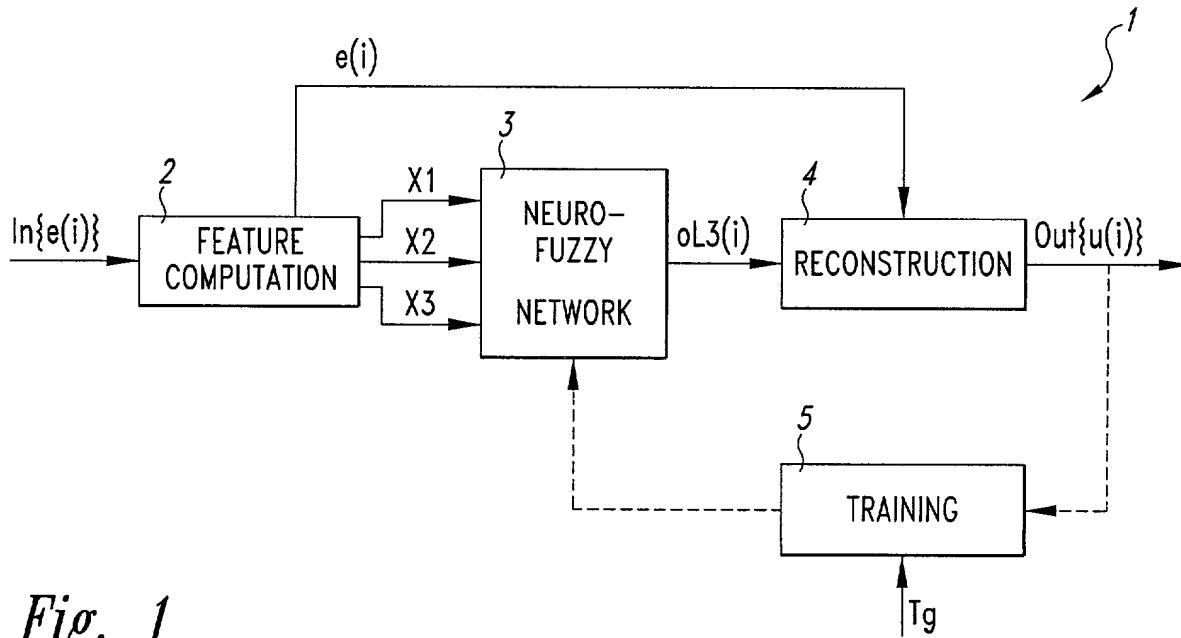 1
e(i)
2
3
4
In{e(i)}
FEATURE
COMPUTATION
X1
X2
X3
NEURO-
FUZZY
NETWORK
oL3(i)
RECONSTRUCTION
Out{u(i)}
5
TRAINING
Tg
Fig. 1